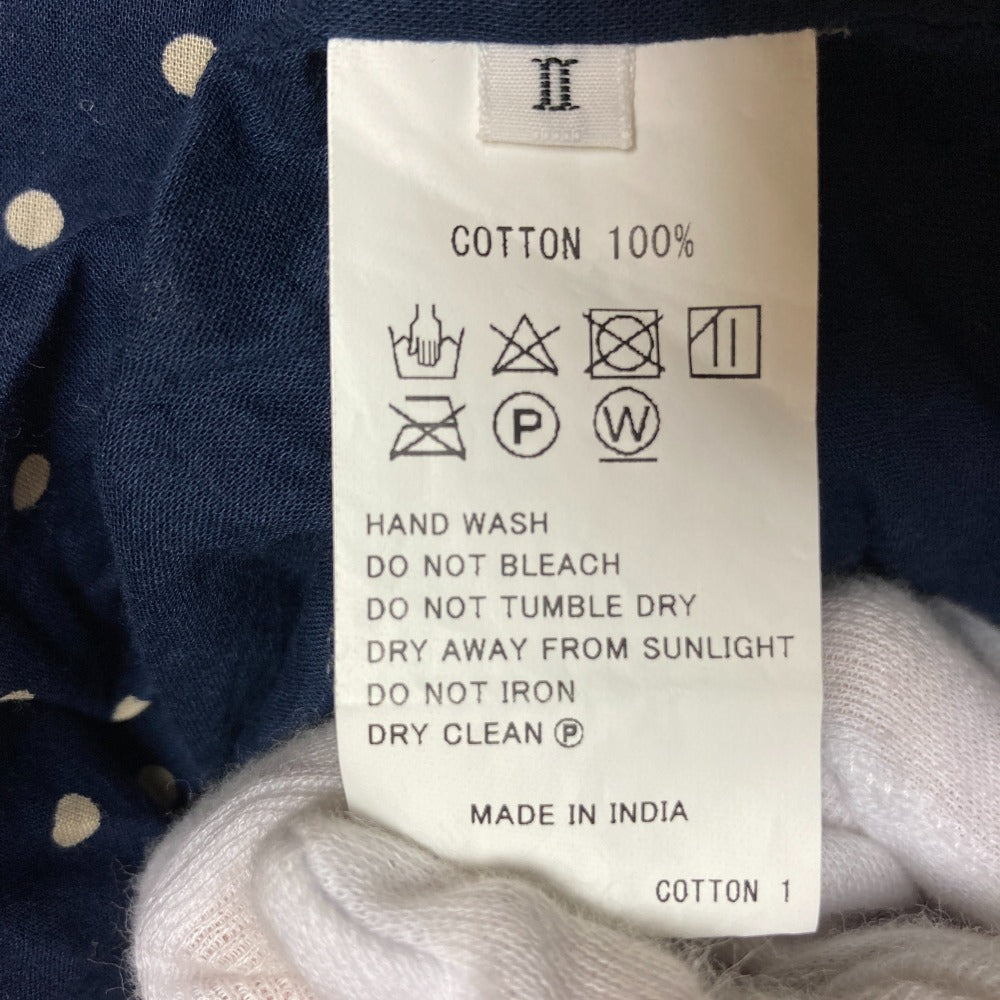 II
COTTON 100%
P W
HAND WASH
DO NOT BLEACH
DO NOT TUMBLE DRY
DRY AWAY FROM SUNLIGHT
DO NOT IRON
DRY CLEAN Ⓟ
MADE IN INDIA
COTTON 1